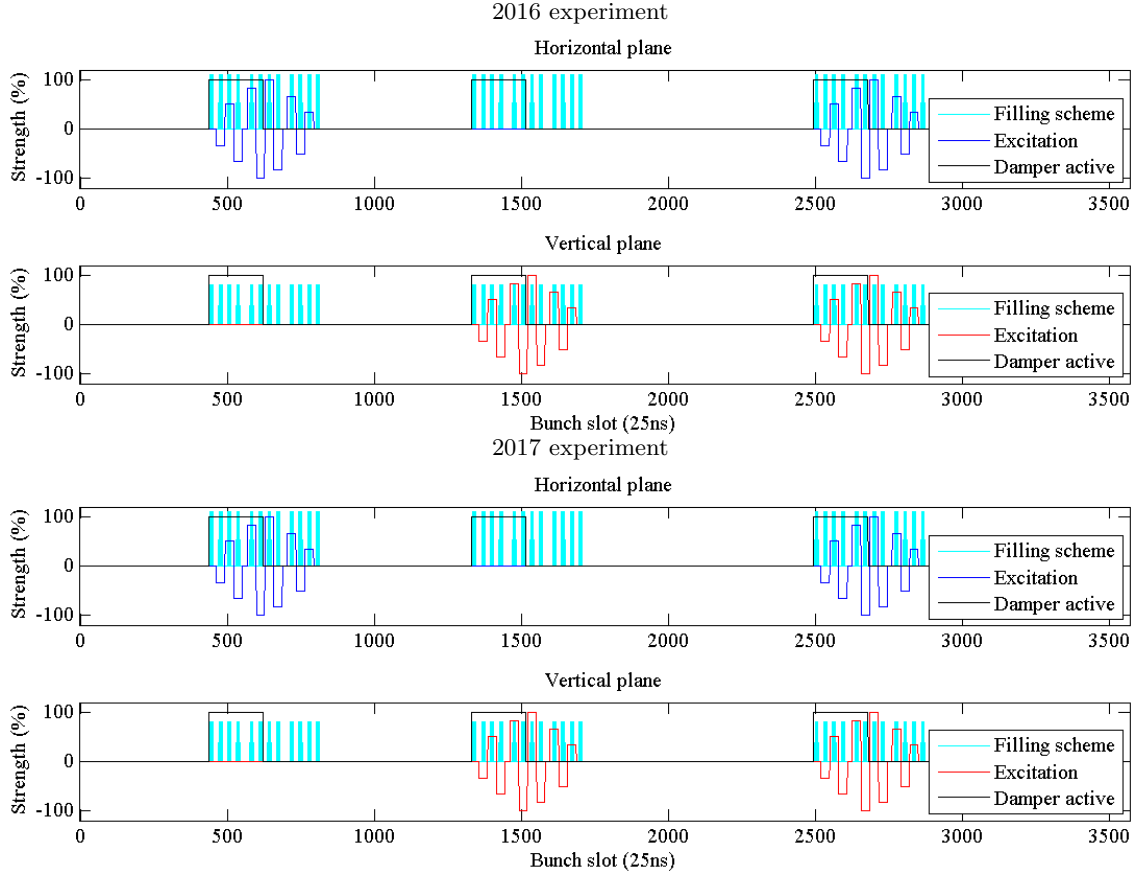 2016 experiment
Horizontal plane
Strength (%)
100
0
-100
0 500 1000 1500 2000 2500 3000 3500
Filling scheme
Excitation
Damper active
Vertical plane
Strength (%)
100
0
-100
0 500 1000 1500 2000 2500 3000 3500
Filling scheme
Excitation
Damper active
Bunch slot (25ns)
2017 experiment
Horizontal plane
Strength (%)
100
0
-100
0 500 1000 1500 2000 2500 3000 3500
Filling scheme
Excitation
Damper active
Vertical plane
Strength (%)
100
0
-100
0 500 1000 1500 2000 2500 3000 3500
Filling scheme
Excitation
Damper active
Bunch slot (25ns)